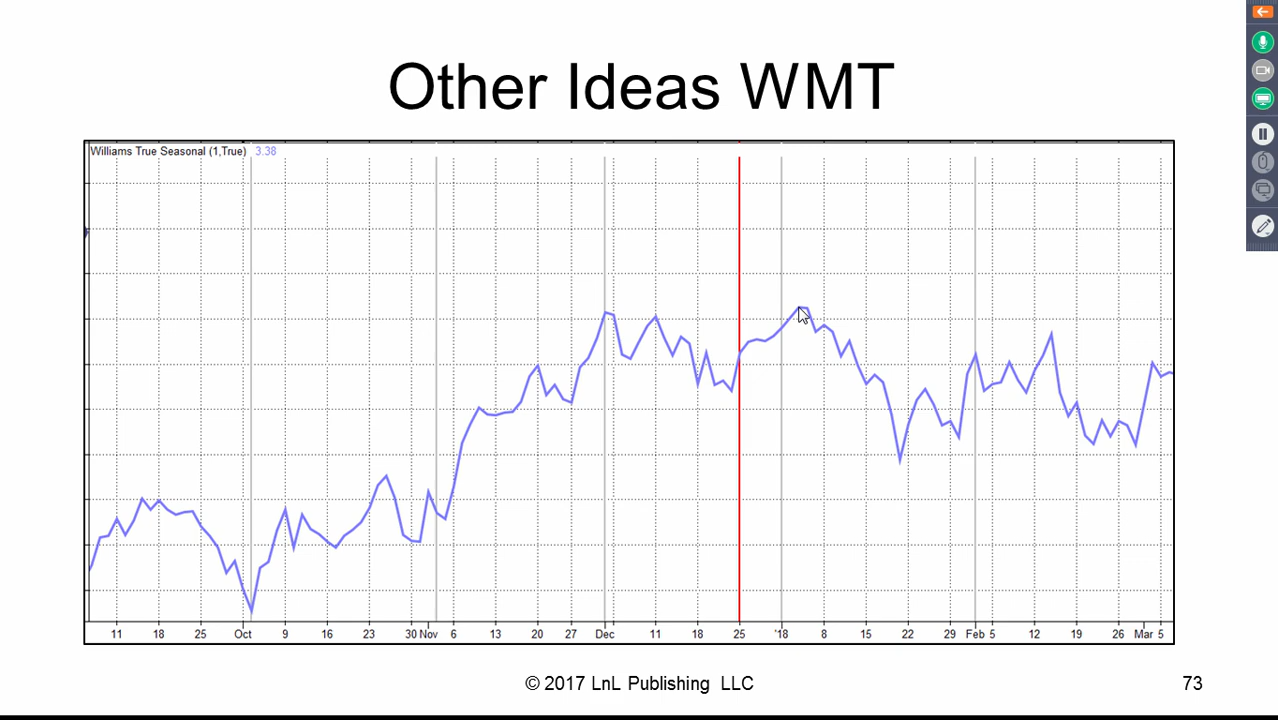 Other Ideas WMT
Williams True Seasonal (1,True) 3.38
11 18 25 Oct 9 16 23 30 Nov 6 13 20 27 Dec 11 18 25 '18 8 15 22 29 Feb 5 12 19 26 Mar 5
© 2017 LnL Publishing LLC
73